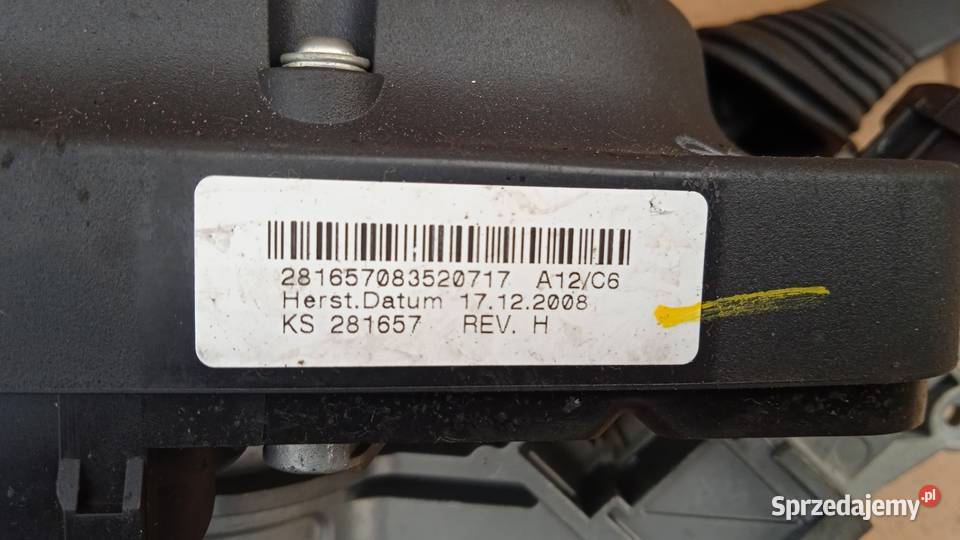 281657083520717 A12/C6
Herst.Datum 17.12.2008
KS 281657 REV. H
Sprzedajemy.pl